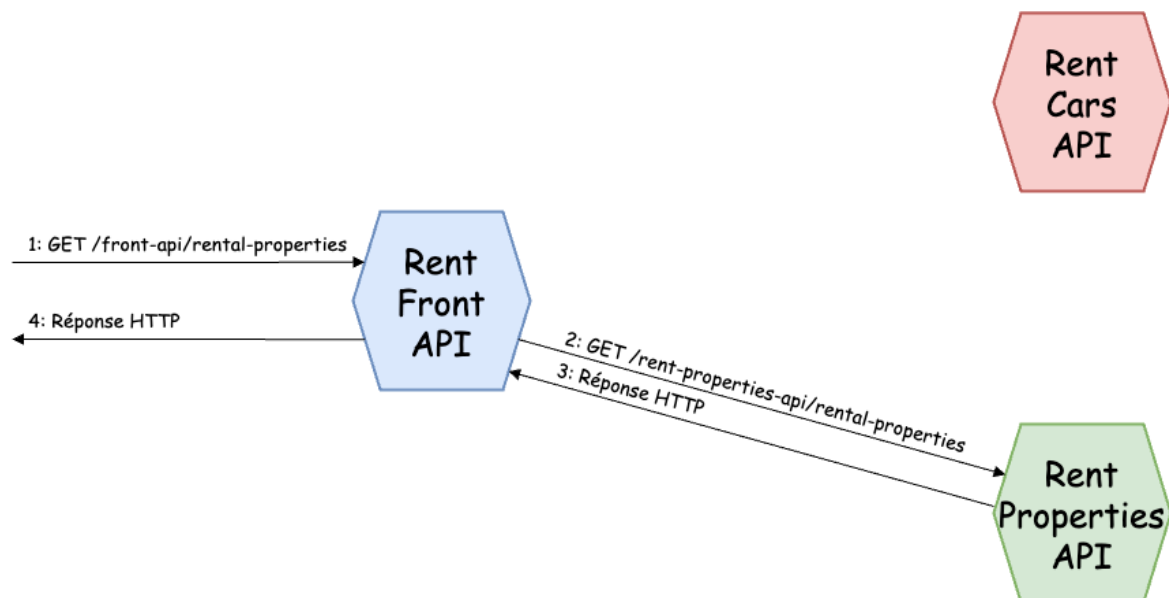 Rent
Cars
API
1: GET /front-api/rental-properties
Rent
Front
API
4: Réponse HTTP
2: GET /rent-properties-api/rental-properties
3: Réponse HTTP
Rent
Properties
API